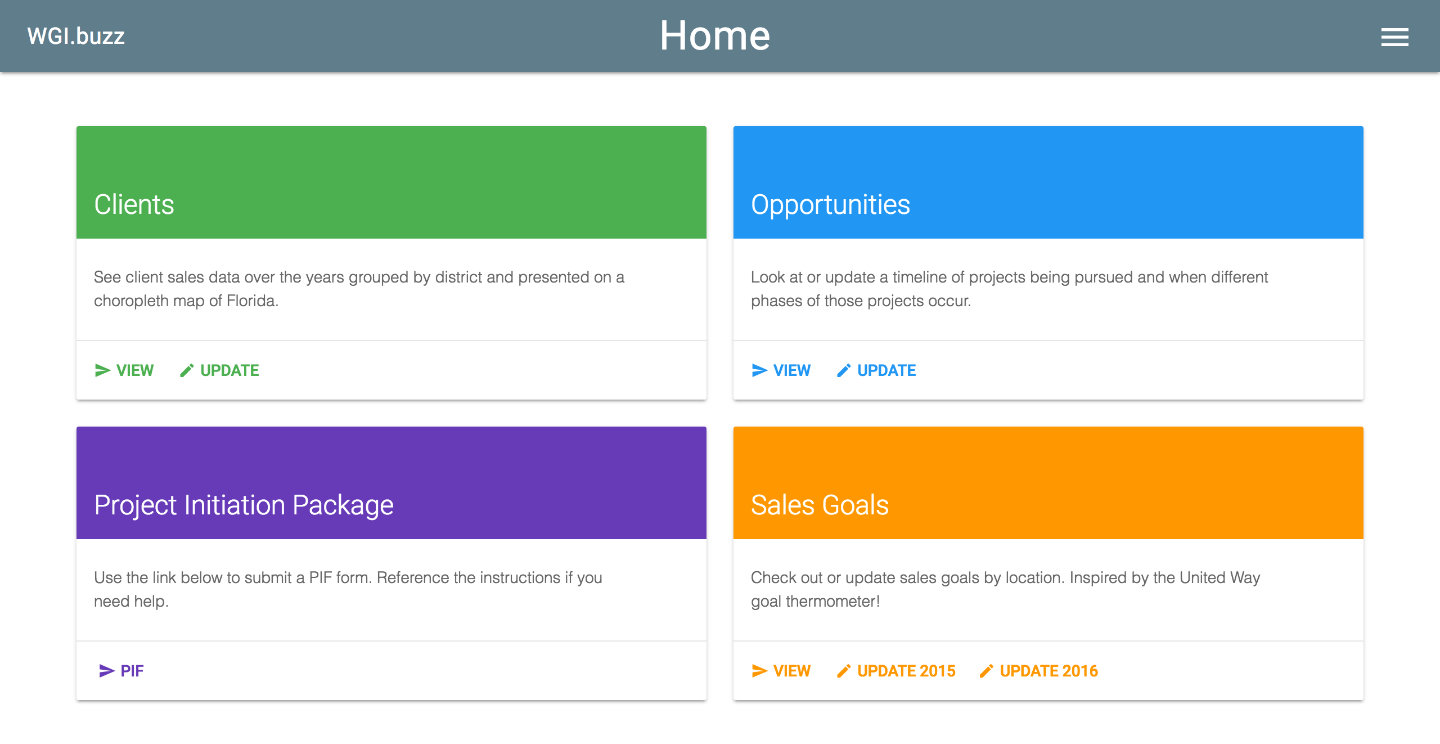 WGI.buzz
Home
Clients
See client sales data over the years grouped by district and presented on a
choropleth map of Florida.
VIEW UPDATE
Opportunities
Look at or update a timeline of projects being pursued and when different
phases of those projects occur.
VIEW UPDATE
Project Initiation Package
Use the link below to submit a PIF form. Reference the instructions if you
need help.
PIF
Sales Goals
Check out or update sales goals by location. Inspired by the United Way
goal thermometer!
VIEW UPDATE 2015 UPDATE 2016